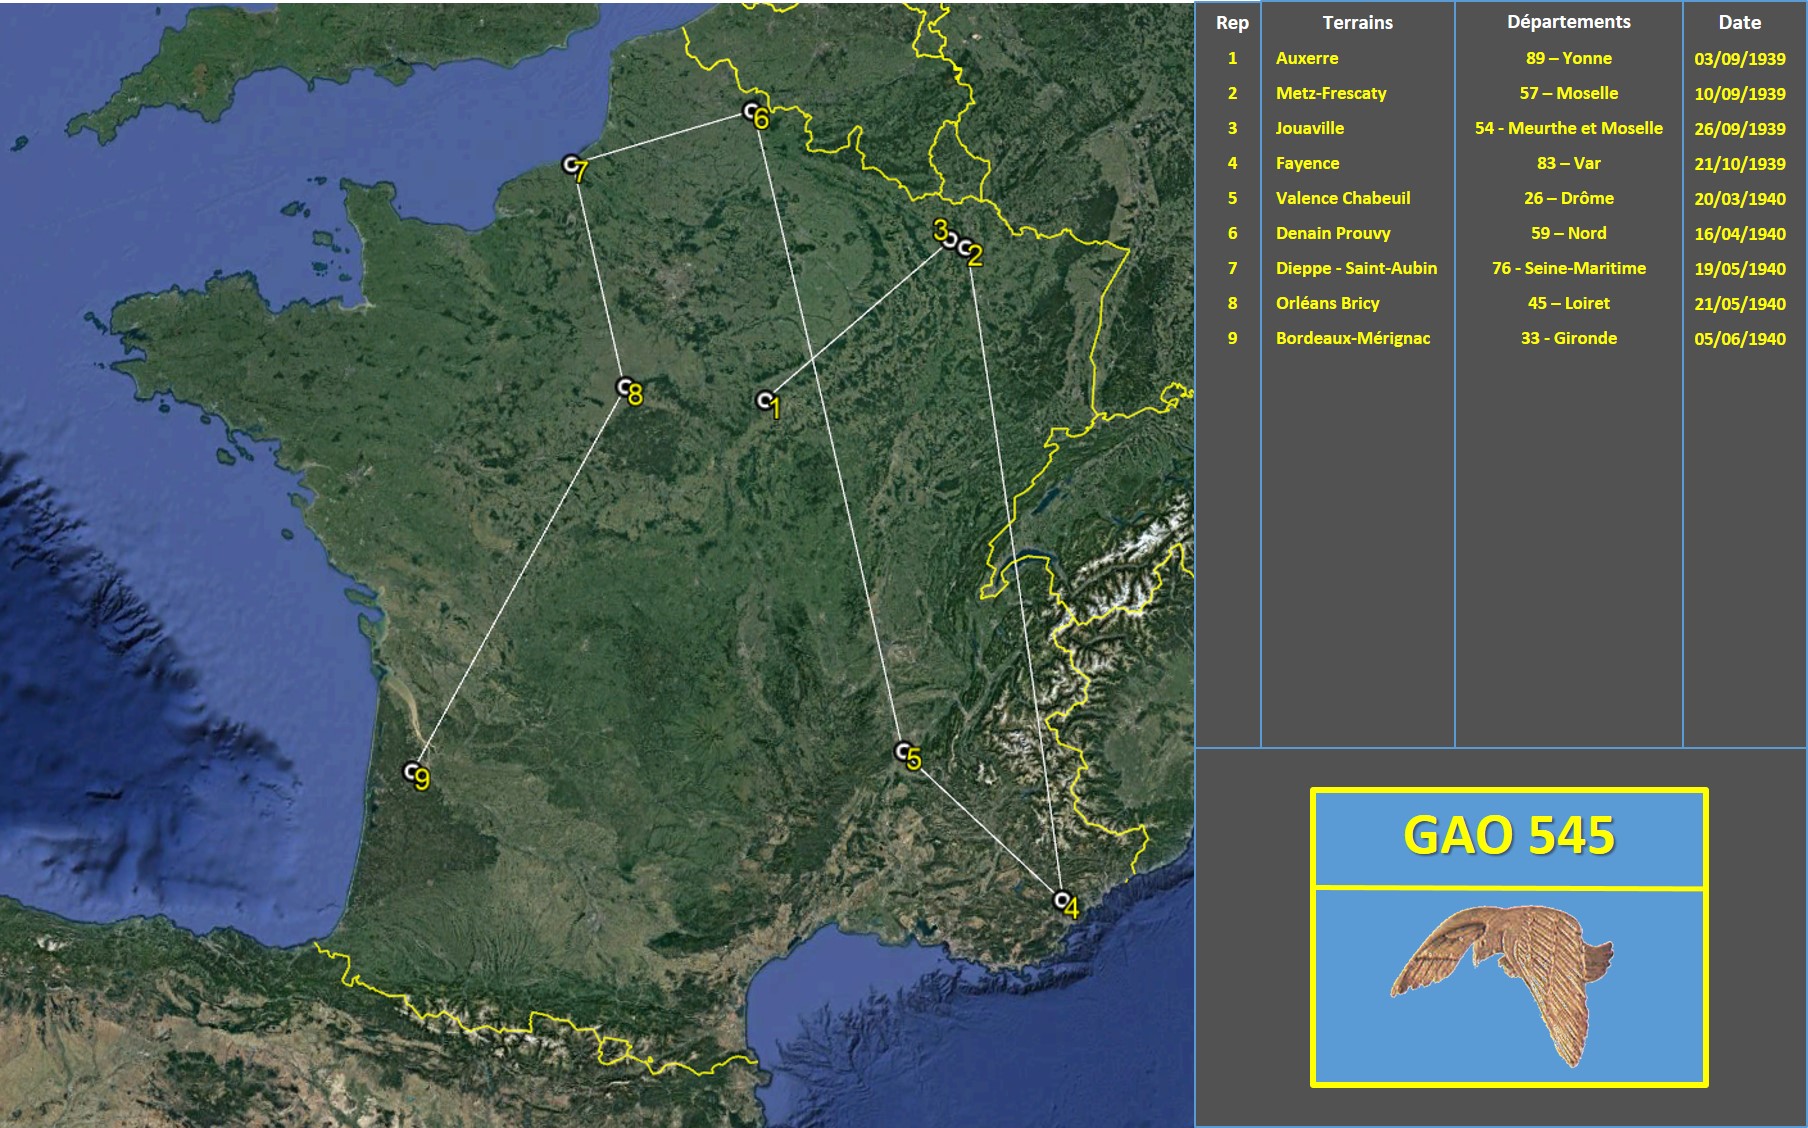 Rep Terrains Départements Date
1 Auxerre 89 – Yonne 03/09/1939
2 Metz-Frescaty 57 – Moselle 10/09/1939
3 Jouaville 54 - Meurthe et Moselle 26/09/1939
4 Fayence 83 – Var 21/10/1939
5 Valence Chabeuil 26 – Drôme 20/03/1940
6 Denain Prouvy 59 – Nord 16/04/1940
7 Dieppe - Saint-Aubin 76 - Seine-Maritime 19/05/1940
8 Orléans Bricy 45 – Loiret 21/05/1940
9 Bordeaux-Mérignac 33 - Gironde 05/06/1940
6
7
3
2
8
1
5
9
4
GAO 545